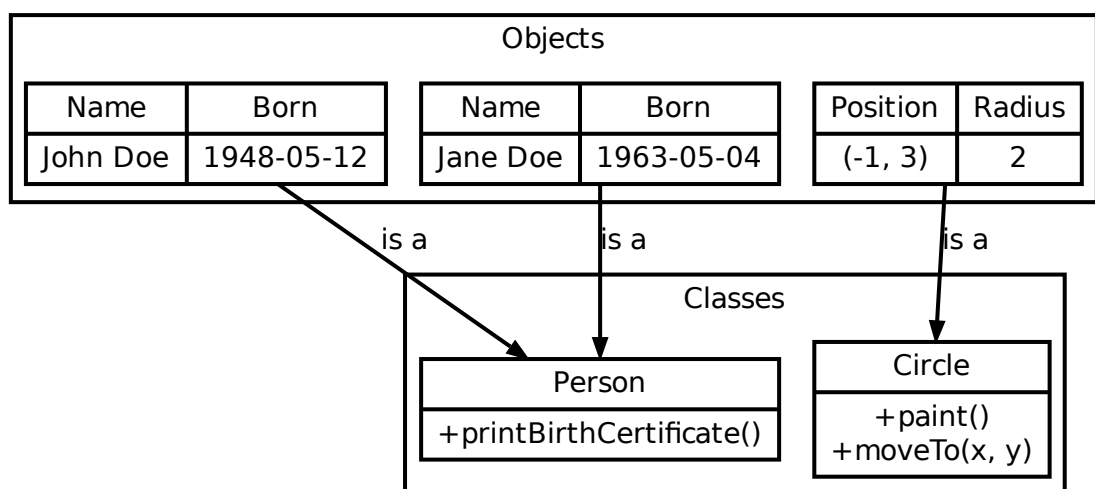 Objects
Name Born
John Doe 1948-05-12
Name Born
Jane Doe 1963-05-04
Position Radius
(-1, 3) 2
is a
is a
is a
Classes
Person
+printBirthCertificate()
Circle
+paint()
+moveTo(x, y)